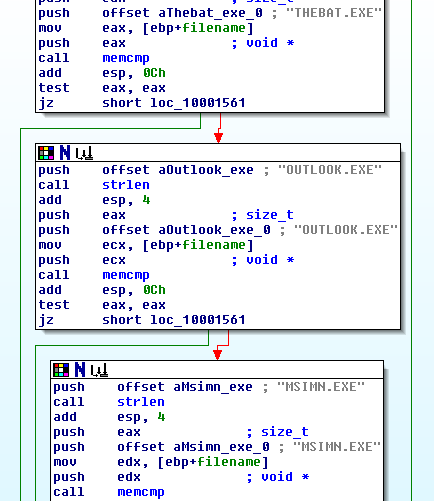 push offset aThebat_exe_0 ; "THEBAT.EXE"
mov eax, [ebp+filename]
push eax ; void *
call memcmp
add esp, 0Ch
test eax, eax
jz short loc_10001561
N
push offset aOutlook_exe ; "OUTLOOK.EXE"
call strlen
add esp, 4
push eax ; size_t
push offset aOutlook_exe_0 ; "OUTLOOK.EXE"
mov ecx, [ebp+filename]
push ecx ; void *
call memcmp
add esp, 0Ch
test eax, eax
jz short loc_10001561
N
push offset aMsimn_exe ; "MSIMN.EXE"
call strlen
add esp, 4
push eax ; size_t
push offset aMsimn_exe_0 ; "MSIMN.EXE"
mov edx, [ebp+filename]
push edx ; void *
call memcmp